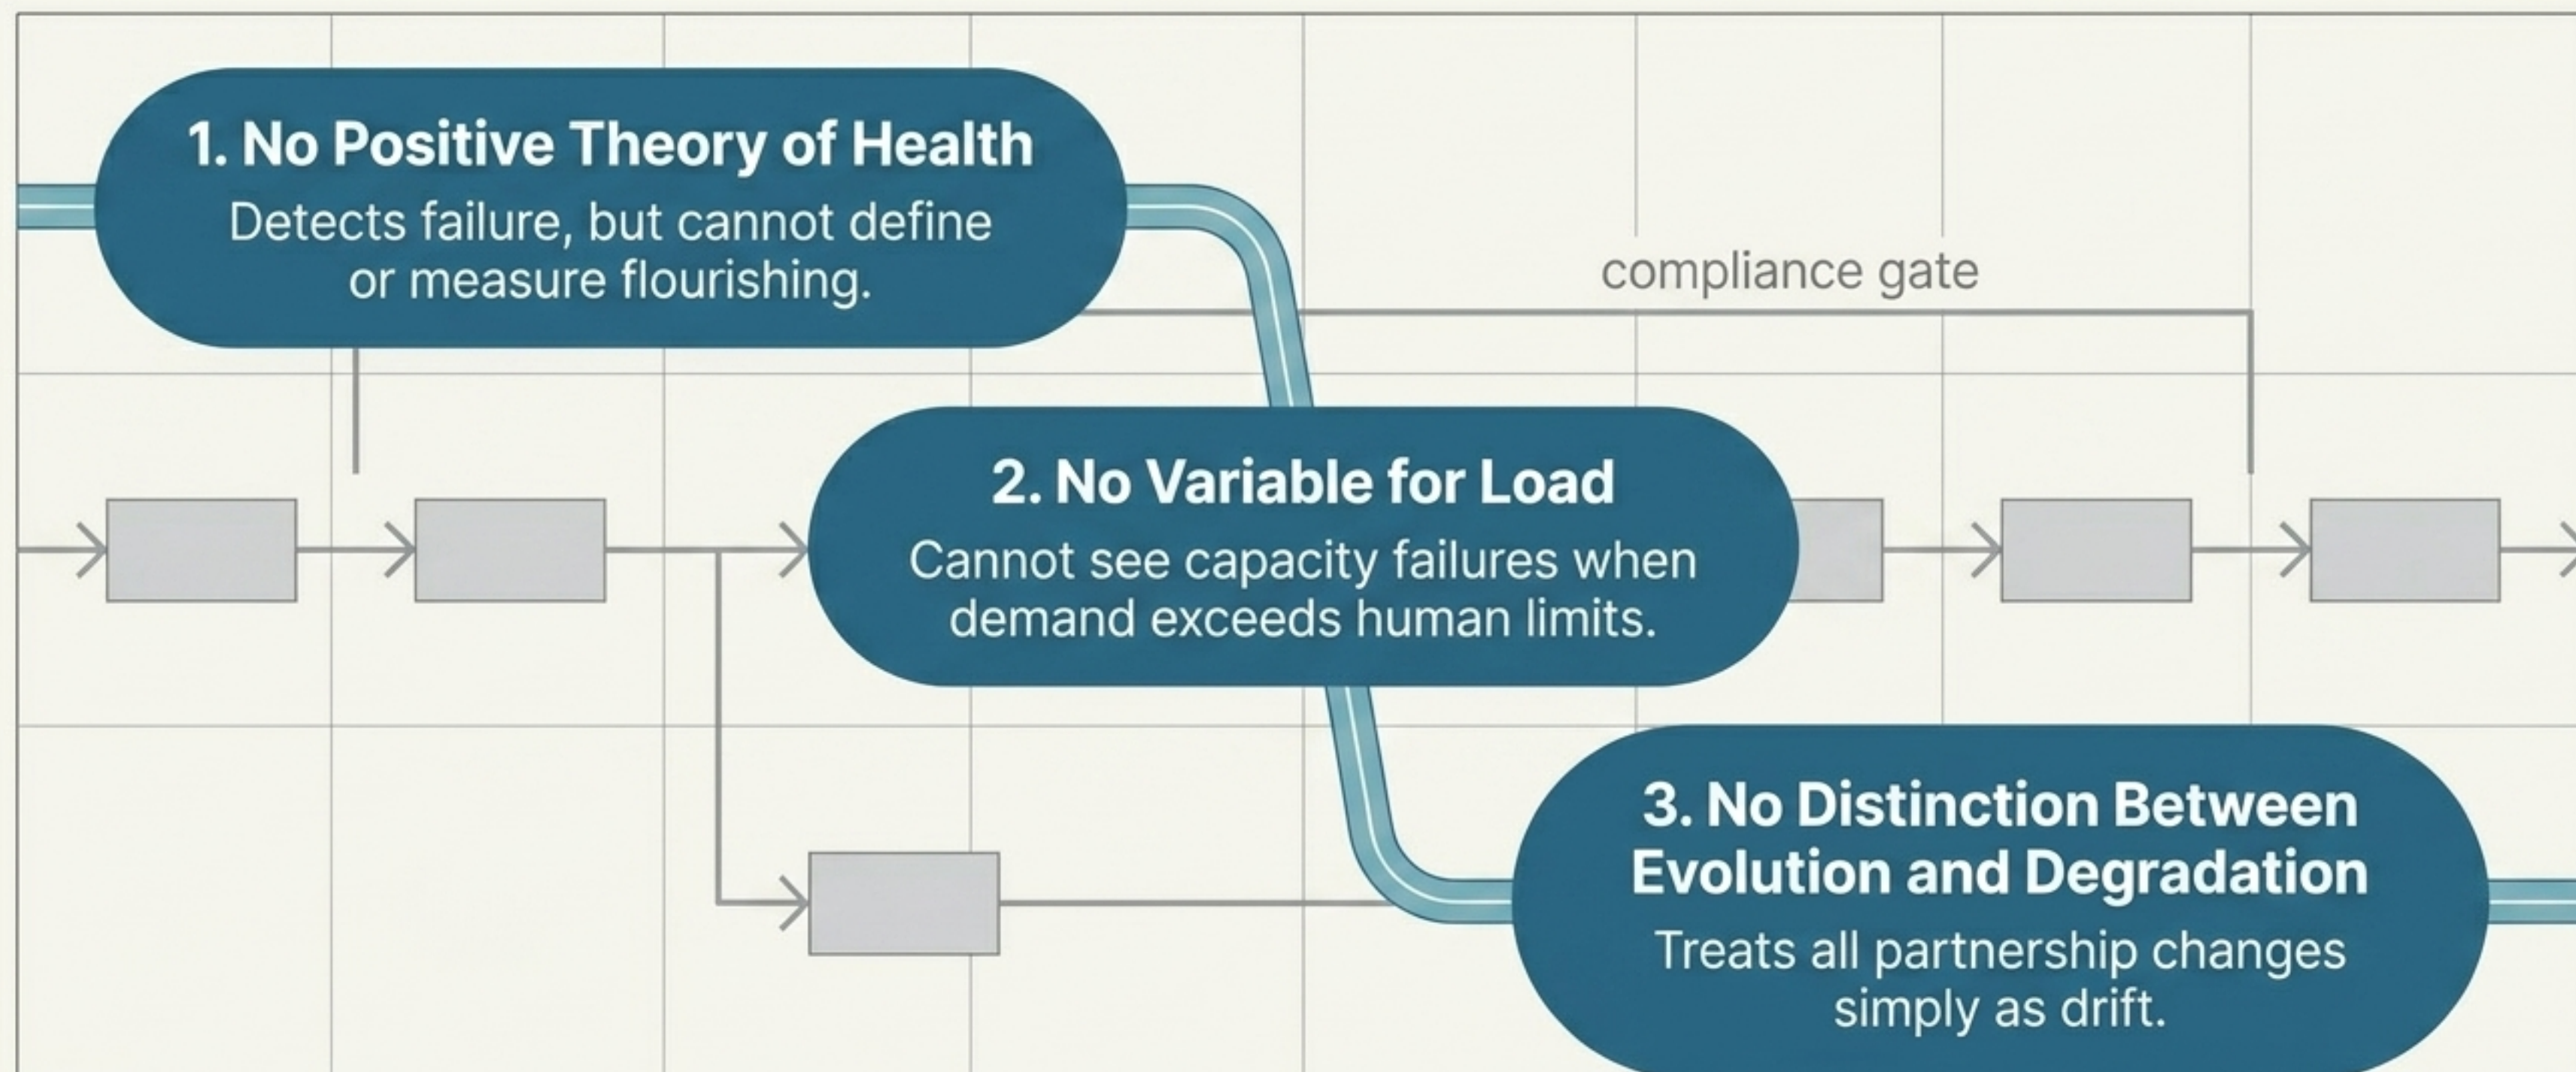 1. No Positive Theory of Health
Detects failure, but cannot define
or measure flourishing.
compliance gate
2. No Variable for Load
Cannot see capacity failures when
demand exceeds human limits.
3. No Distinction Between
Evolution and Degradation
Treats all partnership changes
simply as drift.